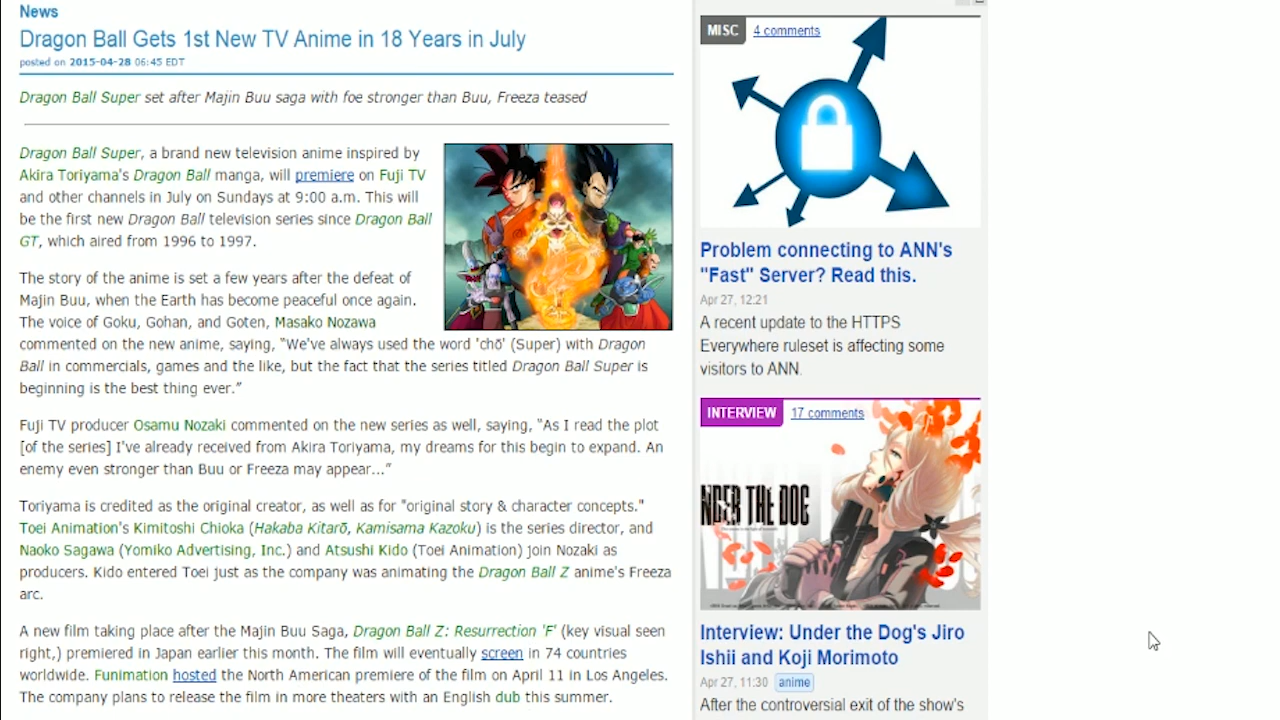 News
Dragon Ball Gets 1st New TV Anime in 18 Years in July
posted on 2015-04-28 06:45 EDT
Dragon Ball Super set after Majin Buu saga with foe stronger than Buu, Freeza teased
Dragon Ball Super, a brand new television anime inspired by
Akira Toriyama's Dragon Ball manga, will premiere on Fuji TV
and other channels in July on Sundays at 9:00 a.m. This will
be the first new Dragon Ball television series since Dragon Ball
GT, which aired from 1996 to 1997.
The story of the anime is set a few years after the defeat of
Majin Buu, when the Earth has become peaceful once again.
The voice of Goku, Gohan, and Goten, Masako Nozawa
commented on the new anime, saying, "We've always used the word 'chō' (Super) with Dragon
Ball in commercials, games and the like, but the fact that the series titled Dragon Ball Super is
beginning is the best thing ever."
Fuji TV producer Osamu Nozaki commented on the new series as well, saying, "As I read the plot
[of the series] I've already received from Akira Toriyama, my dreams for this begin to expand. An
enemy even stronger than Buu or Freeza may appear..."
Toriyama is credited as the original creator, as well as for "original story & character concepts."
Toei Animation's Kimitoshi Chioka (Hakaba Kitarō, Kamisama Kazoku) is the series director, and
Naoko Sagawa (Yomiko Advertising, Inc.) and Atsushi Kido (Toei Animation) join Nozaki as
producers. Kido entered Toei just as the company was animating the Dragon Ball Z anime's Freeza
arc.
A new film taking place after the Majin Buu Saga, Dragon Ball Z: Resurrection 'F' (key visual seen
right,) premiered in Japan earlier this month. The film will eventually screen in 74 countries
worldwide. Funimation hosted the North American premiere of the film on April 11 in Los Angeles.
The company plans to release the film in more theaters with an English dub this summer.
MISC 4 comments
Problem connecting to ANN's
"Fast" Server? Read this.
Apr 27, 12:21
A recent update to the HTTPS
Everywhere ruleset is affecting some
visitors to ANN.
INTERVIEW 17 comments
NDER THE DOG
Interview: Under the Dog's Jiro
Ishii and Koji Morimoto
Apr 27, 11:30 anime
After the controversial exit of the show's